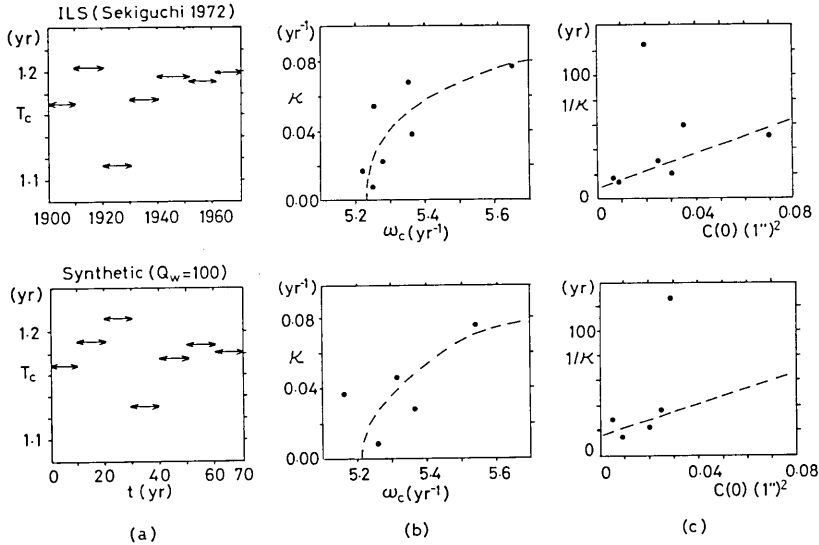 ILS (Sekiguchi 1972)
(yr)
1·2
T_c
1·1
1900 1920 1940 1960
(yr⁻¹)
0.08
κ
0.04
0.00
5·2 5·4 5·6
ω_c (yr⁻¹)
(yr)
100
1/κ
0
0 0.04 0.08
C(0) (1")²
Synthetic (Q_w=100)
(yr)
1·2
T_c
1·1
0 20 40 60 70
t (yr)
(yr⁻¹)
0.08
κ
0.04
0.00
5·2 5·4 5·6
ω_c (yr⁻¹)
(yr)
100
1/κ
0
0 0.04 0.08
C(0) (1")²
(a) (b) (c)